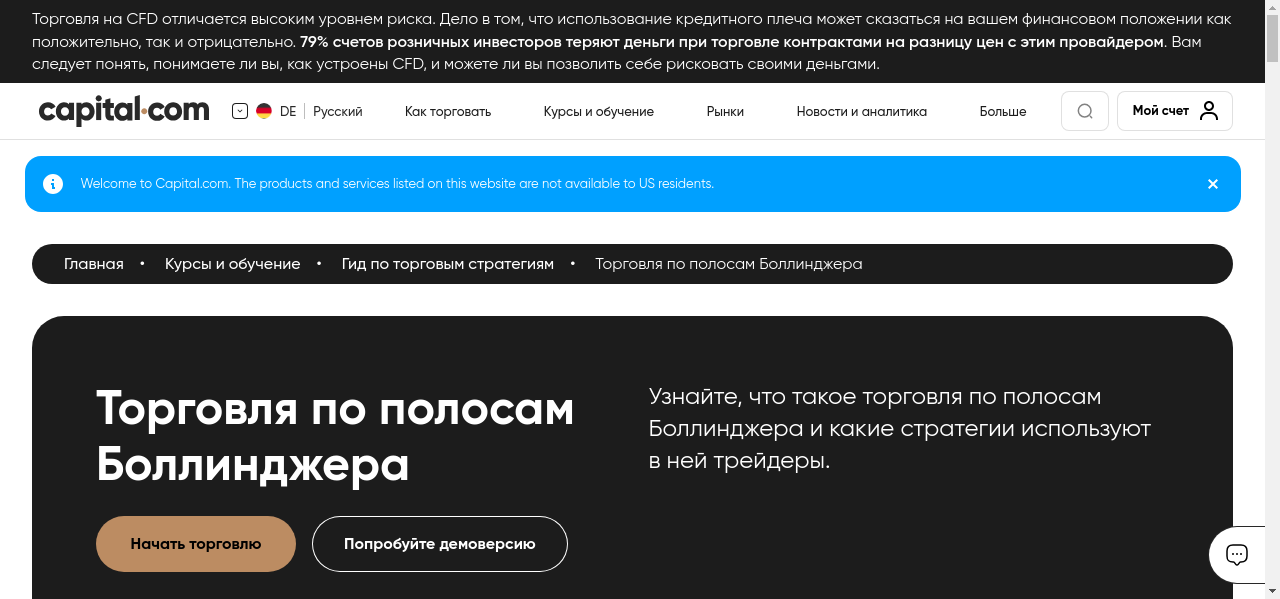 Торговля на CFD отличается высоким уровнем риска. Дело в том, что использование кредитного плеча может сказаться на вашем финансовом положении как
положительно, так и отрицательно. 79% счетов розничных инвесторов теряют деньги при торговле контрактами на разницу цен с этим провайдером. Вам
следует понять, понимаете ли вы, как устроены CFD, и можете ли вы позволить себе рисковать своими деньгами.
capital.com DE Русский Как торговать Курсы и обучение Рынки Новости и аналитика Больше Мой счет
Welcome to Capital.com. The products and services listed on this website are not available to US residents.
Главная • Курсы и обучение • Гид по торговым стратегиям • Торговля по полосам Боллинджера
Торговля по полосам
Боллинджера
Узнайте, что такое торговля по полосам
Боллинджера и какие стратегии используют
в ней трейдеры.
Начать торговлю Попробуйте демоверсию